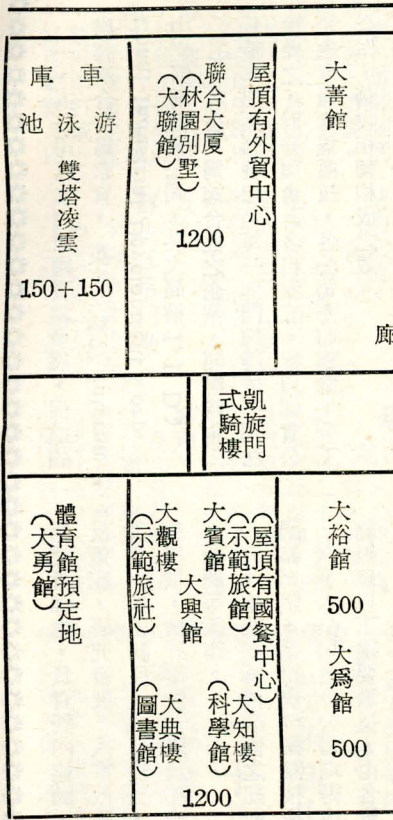 廊
大菁館
屋頂有外貿中心
聯合大厦
（林園別墅）
（大聯館）
1200
車庫
游泳池
雙塔凌雲
150＋150
凱旋門
式騎樓
大裕館
500
大爲館
500
（屋頂有國餐中心）
大賓館
（示範旅館）
大興館
大觀樓
（示範旅社）
大知樓
（科學館）
大典樓
（圖書館）
1200
體育館預定地
（大勇館）